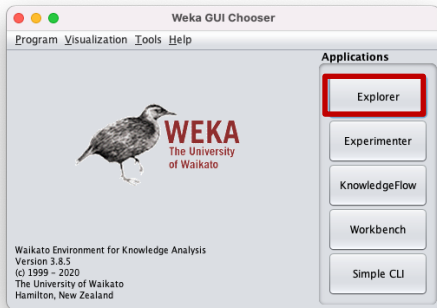 Weka GUI Chooser
Program Visualization Tools Help
Applications
Explorer
WEKA
The University
of Waikato
Experimenter
KnowledgeFlow
Workbench
Simple CLI
Waikato Environment for Knowledge Analysis
Version 3.8.5
(c) 1999 - 2020
The University of Waikato
Hamilton, New Zealand